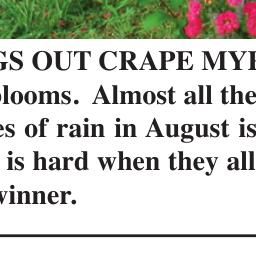 GS OUT CRAPE MY
blooms. Almost all the
es of rain in August is
is hard when they all
winner.